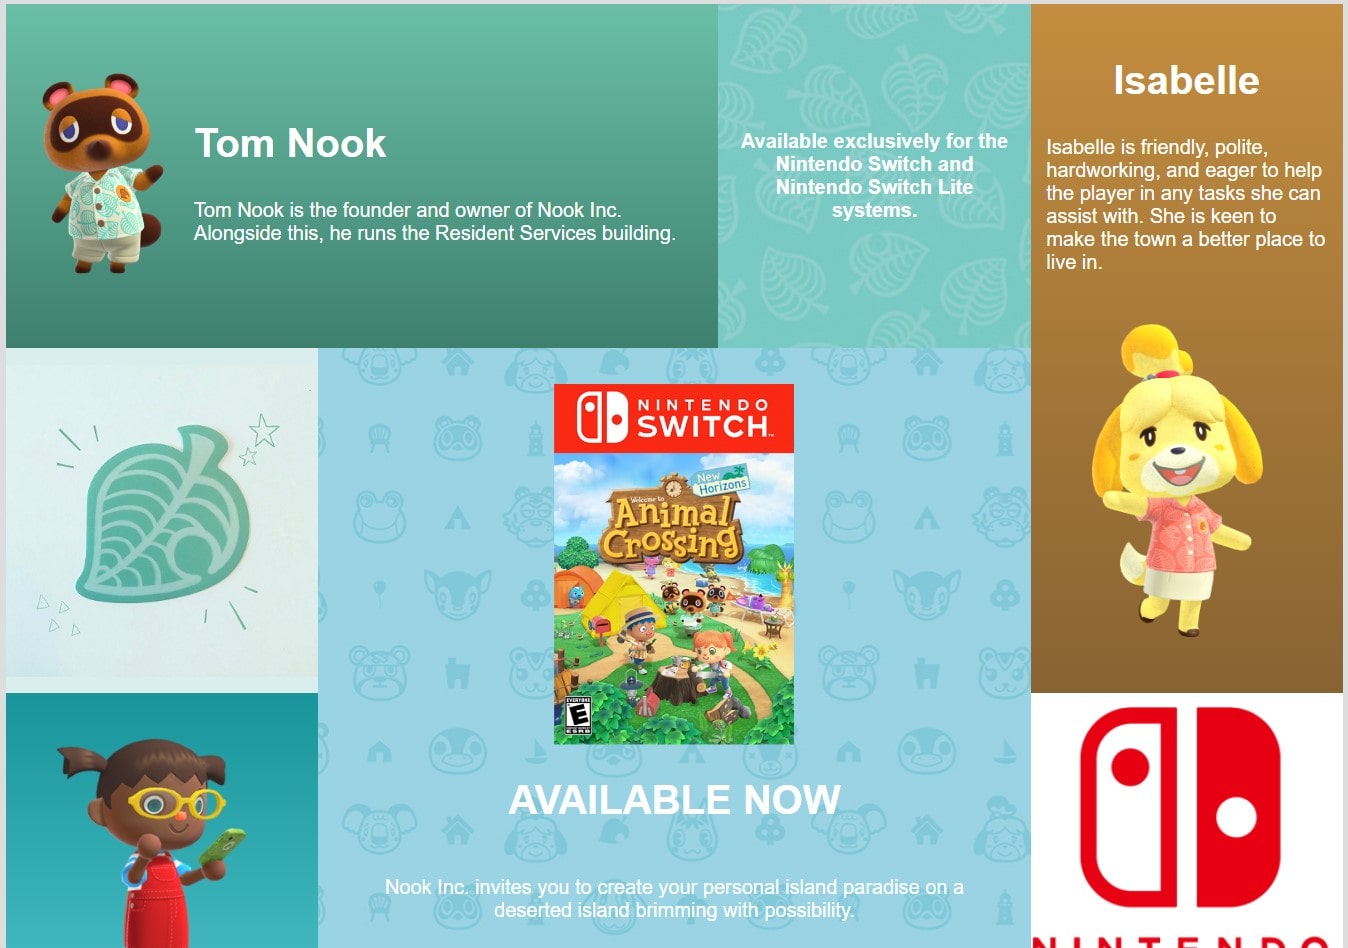 Tom Nook
Tom Nook is the founder and owner of Nook Inc.
Alongside this, he runs the Resident Services building.
Available exclusively for the
Nintendo Switch and
Nintendo Switch Lite
systems.
Isabelle
Isabelle is friendly, polite,
hardworking, and eager to help
the player in any tasks she can
assist with. She is keen to
make the town a better place to
live in.
NINTENDO
SWITCH
New
Horizons
Welcome to
Animal
Crossing
EVERYONE
E
ESRB
AVAILABLE NOW
Nook Inc. invites you to create your personal island paradise on a
deserted island brimming with possibility.
NINTENDO